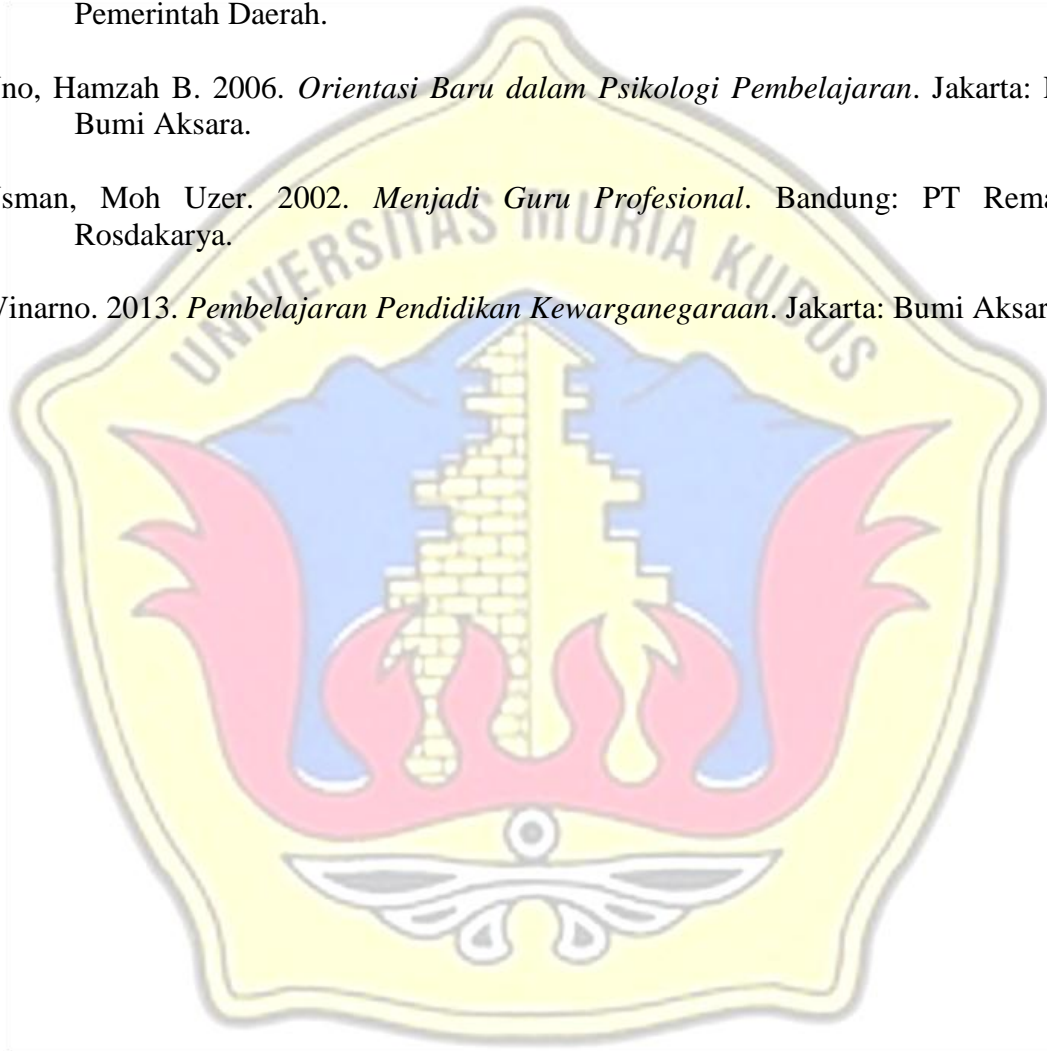 Pemerintah Daerah.
no, Hamzah B. 2006. Orientasi Baru dalam Psikologi Pembelajaran. Jakarta:
Bumi Aksara.
sman, Moh Uzer. 2002. Menjadi Guru Profesional. Bandung: PT Rema
Rosdakarya.
inarno. 2013. Pembelajaran Pendidikan Kewarganegaraan. Jakarta: Bumi Aksar
UNIVERSITAS MURIA KUDUS